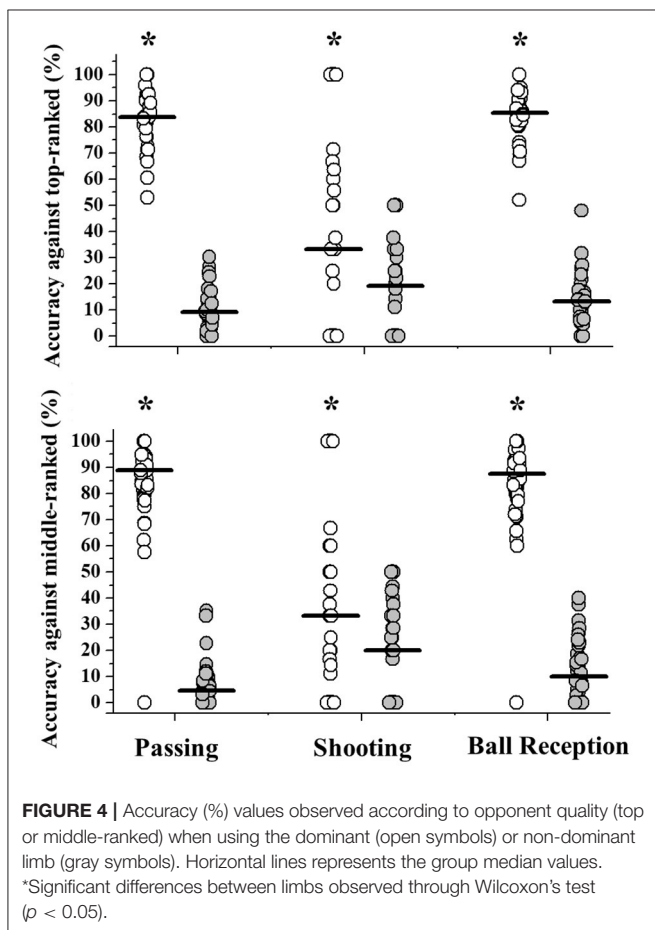 * * *
Accuracy against top-ranked (%)
100
90
80
70
60
50
40
30
20
10
0
* * *
Accuracy against middle-ranked (%)
100
90
80
70
60
50
40
30
20
10
0
Passing Shooting Ball Reception
FIGURE 4 | Accuracy (%) values observed according to opponent quality (top
or middle-ranked) when using the dominant (open symbols) or non-dominant
limb (gray symbols). Horizontal lines represents the group median values.
*Significant differences between limbs observed through Wilcoxon's test
(p < 0.05).